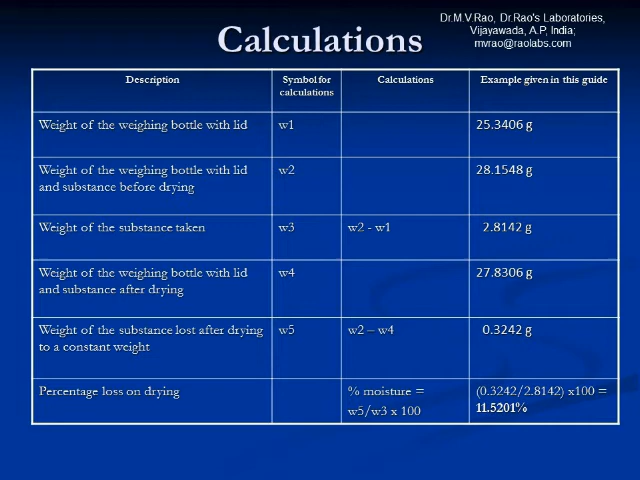 Dr.M.V.Rao, Dr.Rao's Laboratories,
Vijayawada, A.P, India;
mvrao@raolabs.com
Calculations
Description Symbol for calculations Calculations Example given in this guide
Weight of the weighing bottle with lid w1 25.3406 g
Weight of the weighing bottle with lid w2 28.1548 g
and substance before drying
Weight of the substance taken w3 w2 - w1 2.8142 g
Weight of the weighing bottle with lid w4 27.8306 g
and substance after drying
Weight of the substance lost after drying w5 w2 – w4 0.3242 g
to a constant weight
Percentage loss on drying % moisture = (0.3242/2.8142) x100 =
w5/w3 x 100 11.5201%